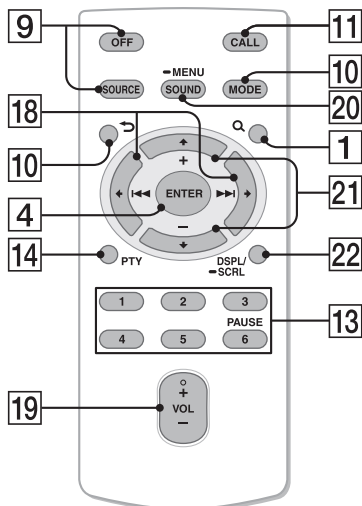 9
OFF
CALL
11
-MENU
SOURCE
SOUND
MODE
10
18
20
10
1
+
ENTER
4
21
-
14
PTY
DSPL/
-SCRL
22
1
2
3
PAUSE
4
5
6
13
+
VOL
-
19